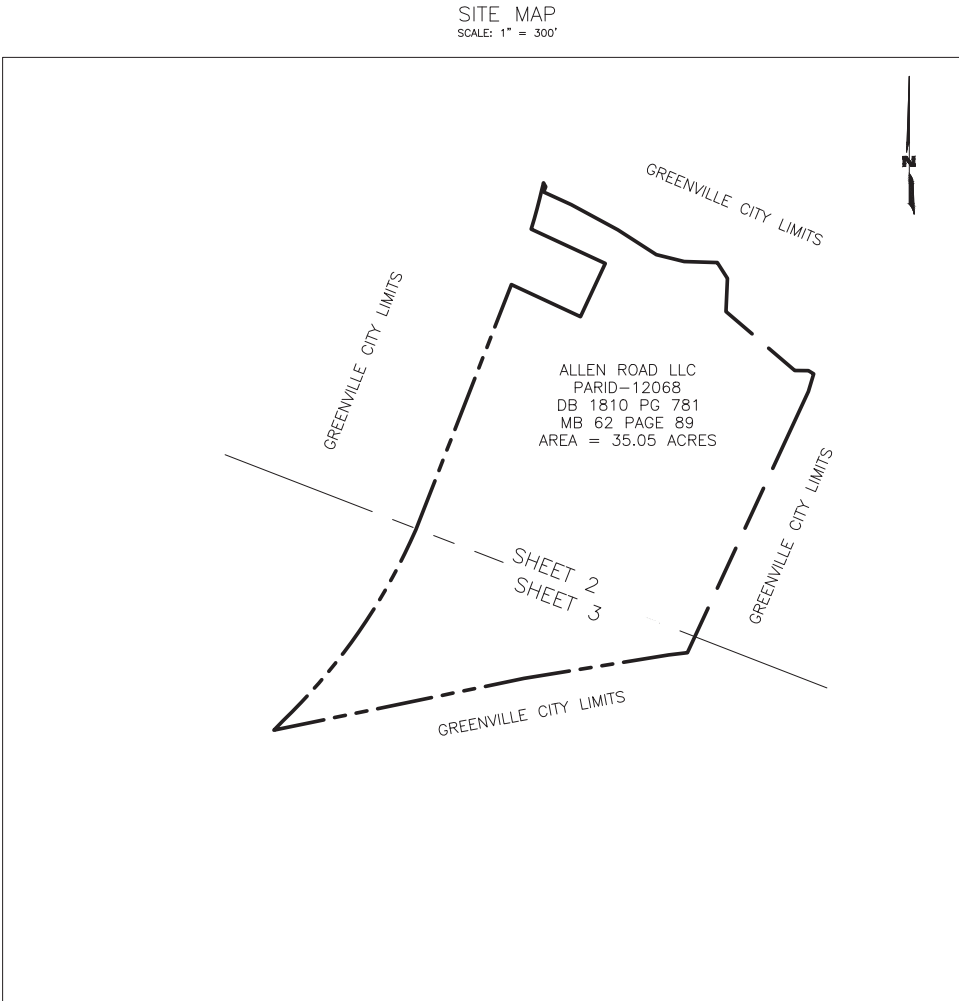 SITE MAP
SCALE: 1" = 300'
N
GREENVILLE CITY LIMITS
GREENVILLE CITY LIMITS
ALLEN ROAD LLC
PARID-12068
DB 1810 PG 781
MB 62 PAGE 89
AREA = 35.05 ACRES
GREENVILLE CITY LIMITS
SHEET 2
SHEET 3
GREENVILLE CITY LIMITS